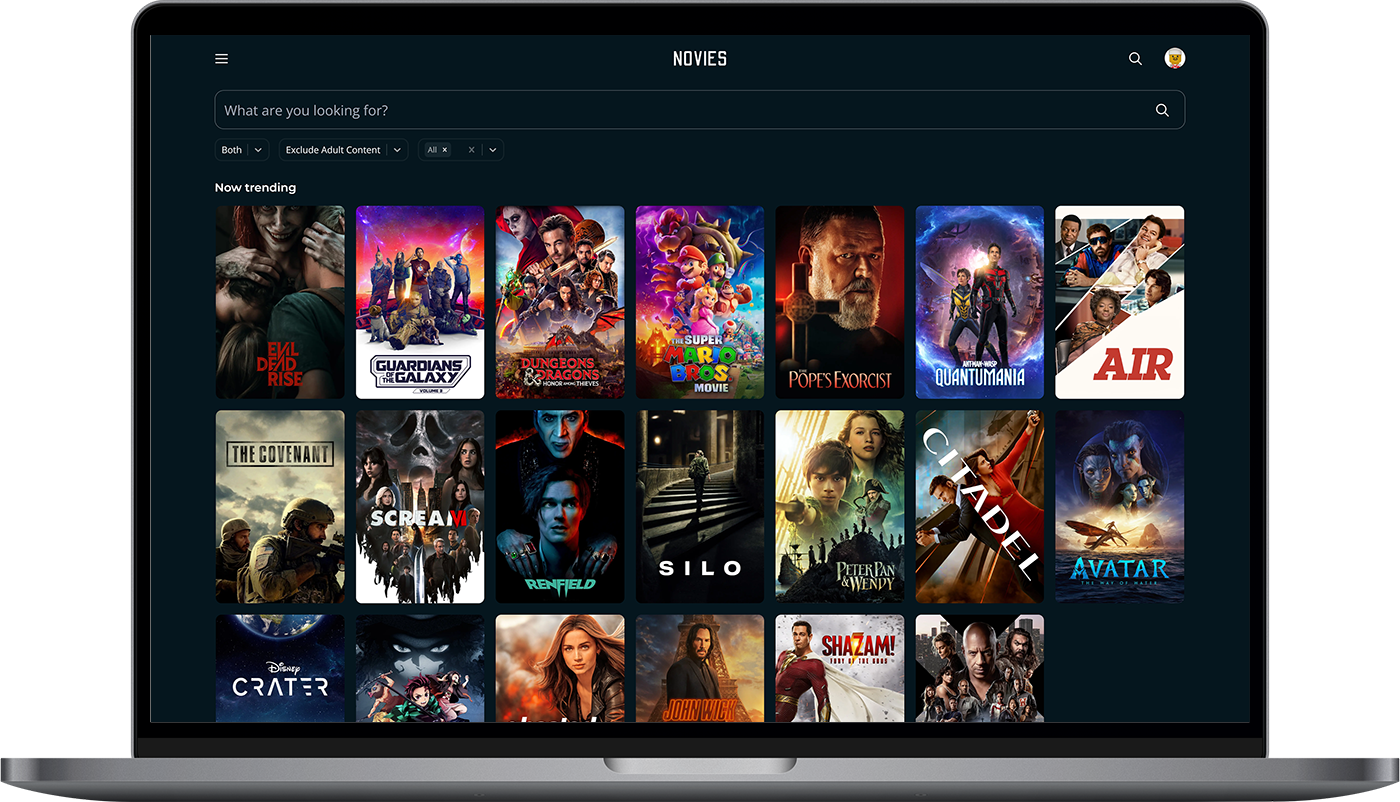 NOVIES
What are you looking for?
Both
Exclude Adult Content
All ×
Now trending
EVIL
DEAD
RISE
GUARDIANS
OF THE GALAXY
VOLUME 3
DUNGEONS
& DRAGONS
HONOR AMONG THIEVES
THE SUPER
MARIO
BROS.
MOVIE
THE
POPE'S EXORCIST
ANT-MAN AND THE WASP
QUANTUMANIA
AIR
THE COVENANT
SCREAM VI
RENFIELD
SILO
PETER PAN
& WENDY
CITADEL
AVATAR
THE WAY OF WATER
Disney
CRATER
JOHN WICK
SHAZAM!
FURY OF THE GODS